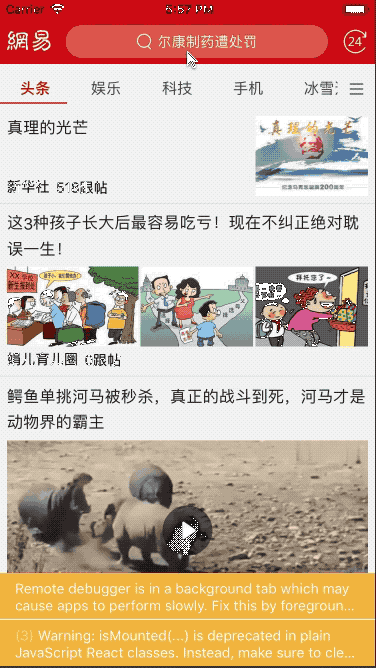 Carrier 5:57 PM
網易 尔康制药遭处罚 24
头条 娱乐 科技 手机 冰雪
真理的光芒
真理的光芒
新华社 518跟帖
这3种孩子长大后最容易吃亏！现在不纠正绝对耽
误一生！
鸽儿育儿圈 0跟帖
鳄鱼单挑河马被秒杀，真正的战斗到死，河马才是
动物界的霸主
Remote debugger is in a background tab which may
cause apps to perform slowly. Fix this by foregroun...
(3) Warning: isMounted(...) is deprecated in plain
JavaScript React classes. Instead, make sure to cle...